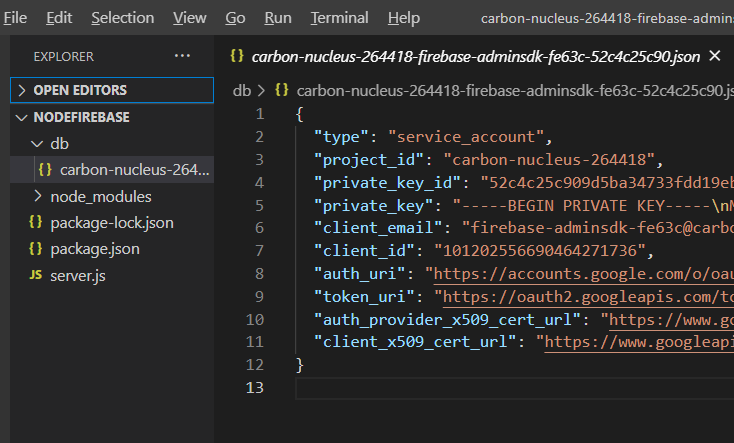 File Edit Selection View Go Run Terminal Help carbon-nucleus-264418-firebase-admins
EXPLORER ...
OPEN EDITORS
NODEFIREBASE
db
{} carbon-nucleus-264...
node_modules
{} package-lock.json
{} package.json
JS server.js
{} carbon-nucleus-264418-firebase-adminsdk-fe63c-52c4c25c90.json ×
db > {} carbon-nucleus-264418-firebase-adminsdk-fe63c-52c4c25c90.js
1 {
2 "type": "service_account",
3 "project_id": "carbon-nucleus-264418",
4 "private_key_id": "52c4c25c909d5ba34733fdd19eb
5 "private_key": "-----BEGIN PRIVATE KEY-----\nM
6 "client_email": "firebase-adminsdk-fe63c@carbo
7 "client_id": "101202556690464271736",
8 "auth_uri": "https://accounts.google.com/o/oau
9 "token_uri": "https://oauth2.googleapis.com/to
10 "auth_provider_x509_cert_url": "https://www.go
11 "client_x509_cert_url": "https://www.googleapi
12 }
13